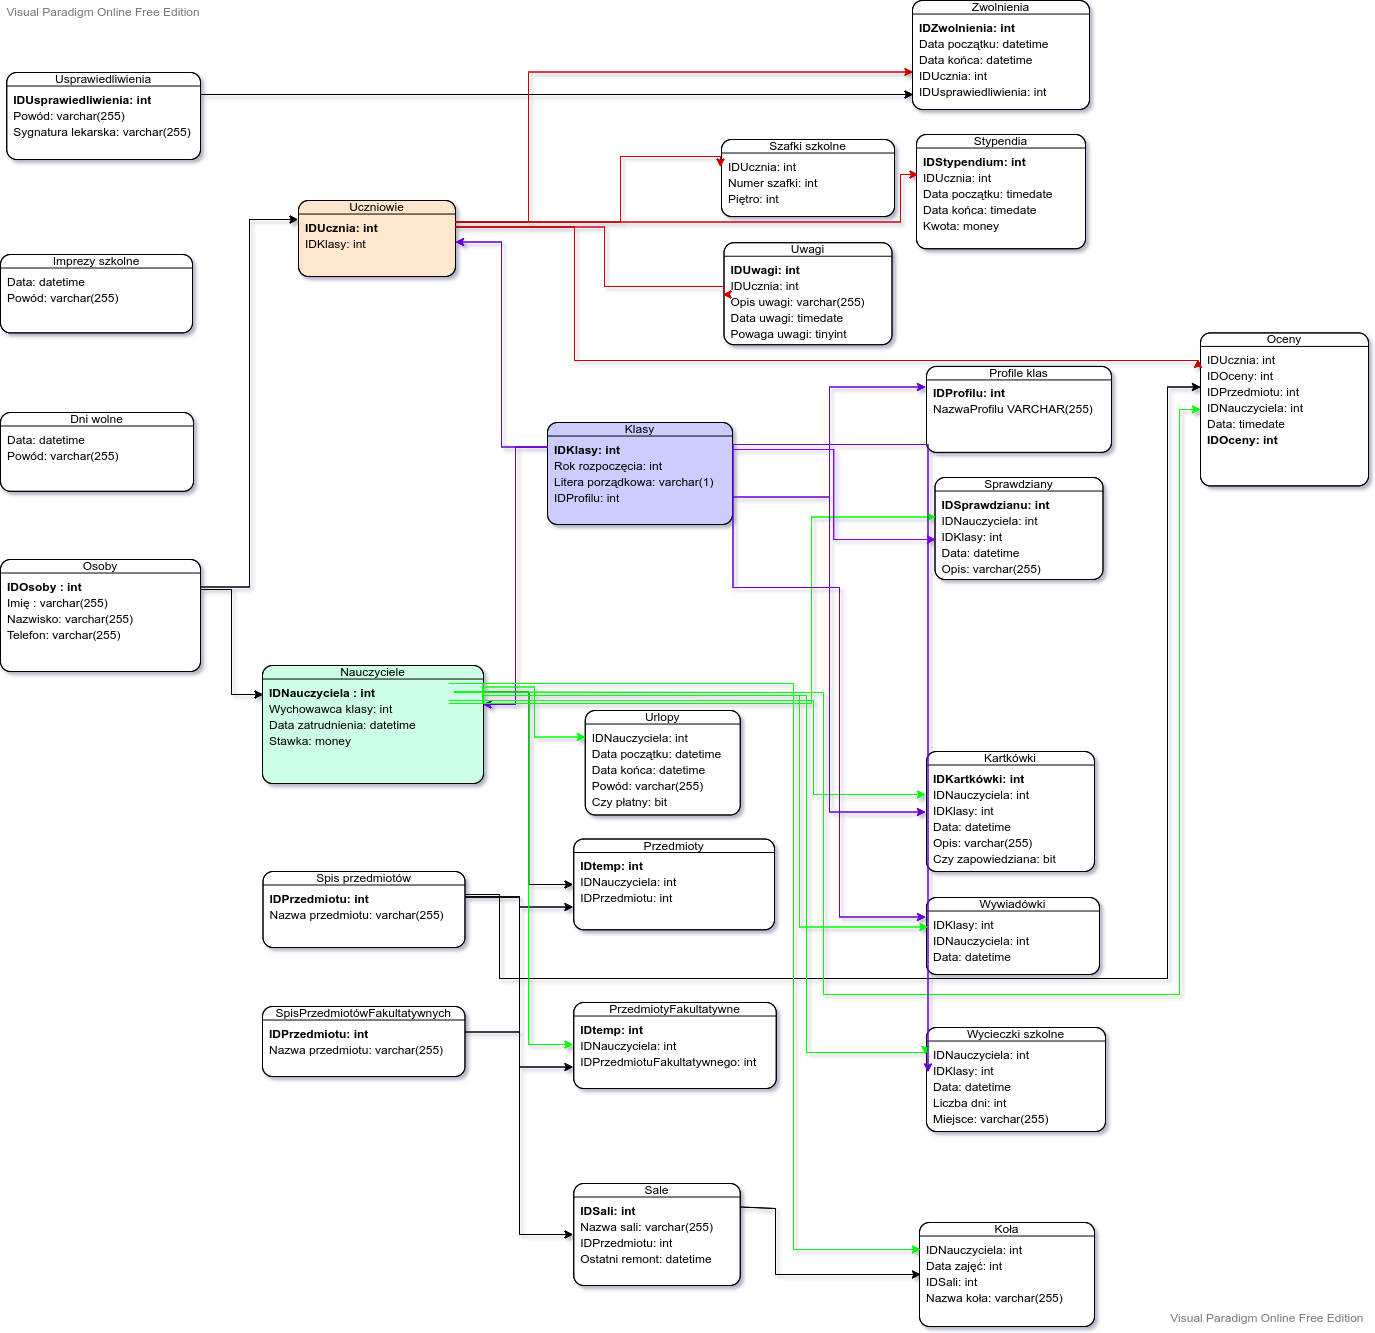 Visual Paradigm Online Free Edition
Zwolnienia
IDZwolnienia: int
Data początku: datetime
Data końca: datetime
IDUcznia: int
IDUsprawiedliwienia: int
Usprawiedliwienia
IDUsprawiedliwienia: int
Powód: varchar(255)
Sygnatura lekarska: varchar(255)
Szafki szkolne
IDUcznia: int
Numer szafki: int
Piętro: int
Stypendia
IDStypendium: int
IDUcznia: int
Data początku: timedate
Data końca: timedate
Kwota: money
Uczniowie
IDUcznia: int
IDKlasy: int
Imprezy szkolne
Data: datetime
Powód: varchar(255)
Uwagi
IDUwagi: int
IDUcznia: int
Opis uwagi: varchar(255)
Data uwagi: timedate
Powaga uwagi: tinyint
Oceny
IDUcznia: int
IDOceny: int
IDPrzedmiotu: int
IDNauczyciela: int
Data: timedate
IDOceny: int
Profile klas
IDProfilu: int
NazwaProfilu VARCHAR(255)
Dni wolne
Data: datetime
Powód: varchar(255)
Klasy
IDKlasy: int
Rok rozpoczęcia: int
Litera porządkowa: varchar(1)
IDProfilu: int
Sprawdziany
IDSprawdzianu: int
IDNauczyciela: int
IDKlasy: int
Data: datetime
Opis: varchar(255)
Osoby
IDOsoby : int
Imię : varchar(255)
Nazwisko: varchar(255)
Telefon: varchar(255)
Nauczyciele
IDNauczyciela : int
Wychowawca klasy: int
Data zatrudnienia: datetime
Stawka: money
Urlopy
IDNauczyciela: int
Data początku: datetime
Data końca: datetime
Powód: varchar(255)
Czy płatny: bit
Kartkówki
IDKartkówki: int
IDNauczyciela: int
IDKlasy: int
Data: datetime
Opis: varchar(255)
Czy zapowiedziana: bit
Przedmioty
IDtemp: int
IDNauczyciela: int
IDPrzedmiotu: int
Spis przedmiotów
IDPrzedmiotu: int
Nazwa przedmiotu: varchar(255)
Wywiadówki
IDKlasy: int
IDNauczyciela: int
Data: datetime
SpisPrzedmiotówFakultatywnych
IDPrzedmiotu: int
Nazwa przedmiotu: varchar(255)
PrzedmiotyFakultatywne
IDtemp: int
IDNauczyciela: int
IDPrzedmiotuFakultatywnego: int
Wycieczki szkolne
IDNauczyciela: int
IDKlasy: int
Data: datetime
Liczba dni: int
Miejsce: varchar(255)
Sale
IDSali: int
Nazwa sali: varchar(255)
IDPrzedmiotu: int
Ostatni remont: datetime
Koła
IDNauczyciela: int
Data zajęć: int
IDSali: int
Nazwa koła: varchar(255)
Visual Paradigm Online Free Edition